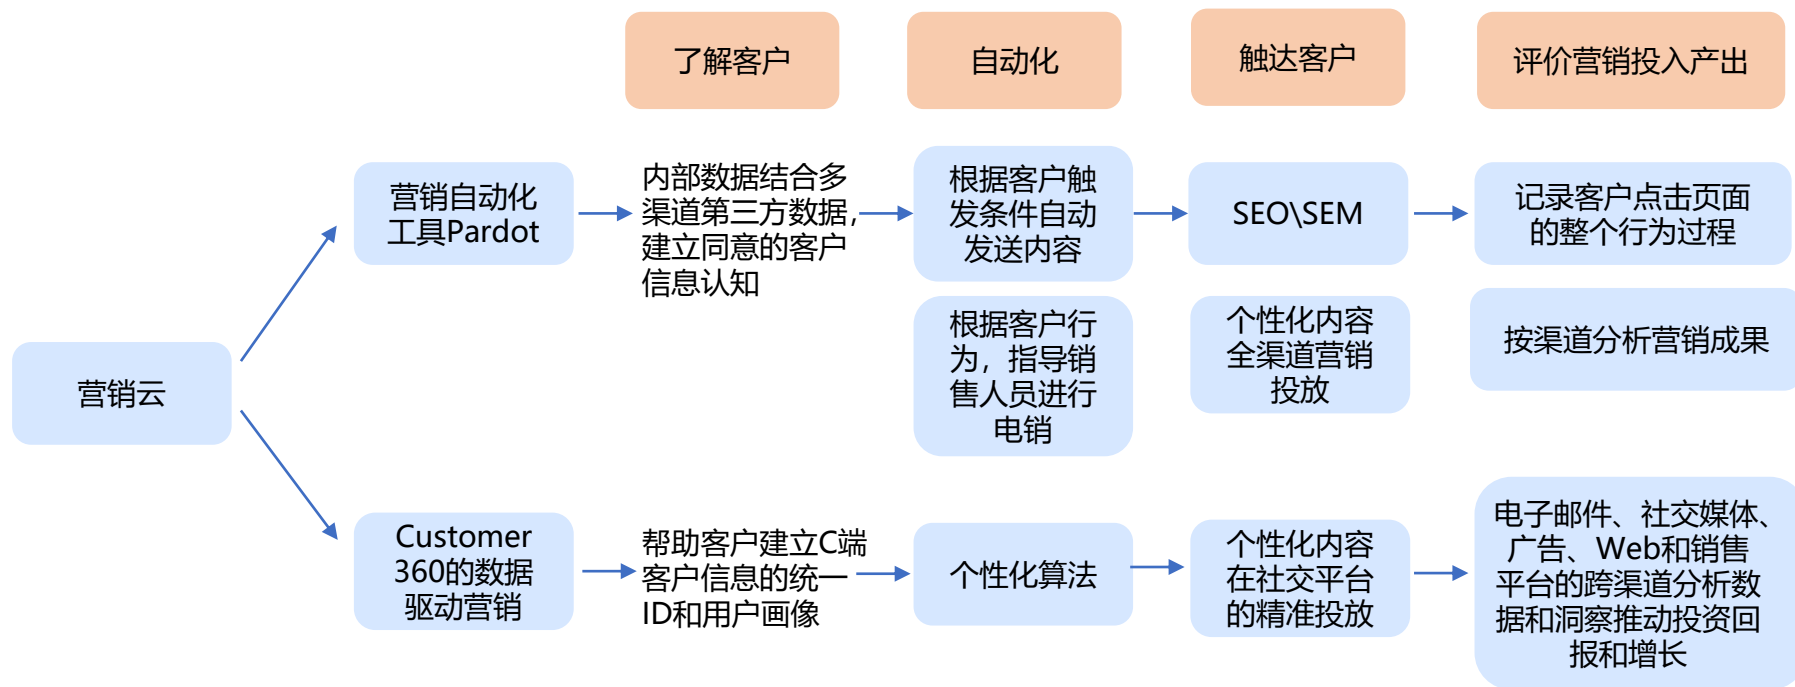 了解客户
自动化
触达客户
评价营销投入产出
营销自动化
工具Pardot
内部数据结合多
渠道第三方数据，
建立同意的客户
信息认知
根据客户触
发条件自动
发送内容
SEO\SEM
记录客户点击页面
的整个行为过程
根据客户行
为，指导销
售人员进行
电销
个性化内容
全渠道营销
投放
按渠道分析营销成果
营销云
Customer
360的数据
驱动营销
帮助客户建立C端
客户信息的统一
ID和用户画像
个性化算法
个性化内容
在社交平台
的精准投放
电子邮件、社交媒体、
广告、Web和销售
平台的跨渠道分析数
据和洞察推动投资回
报和增长